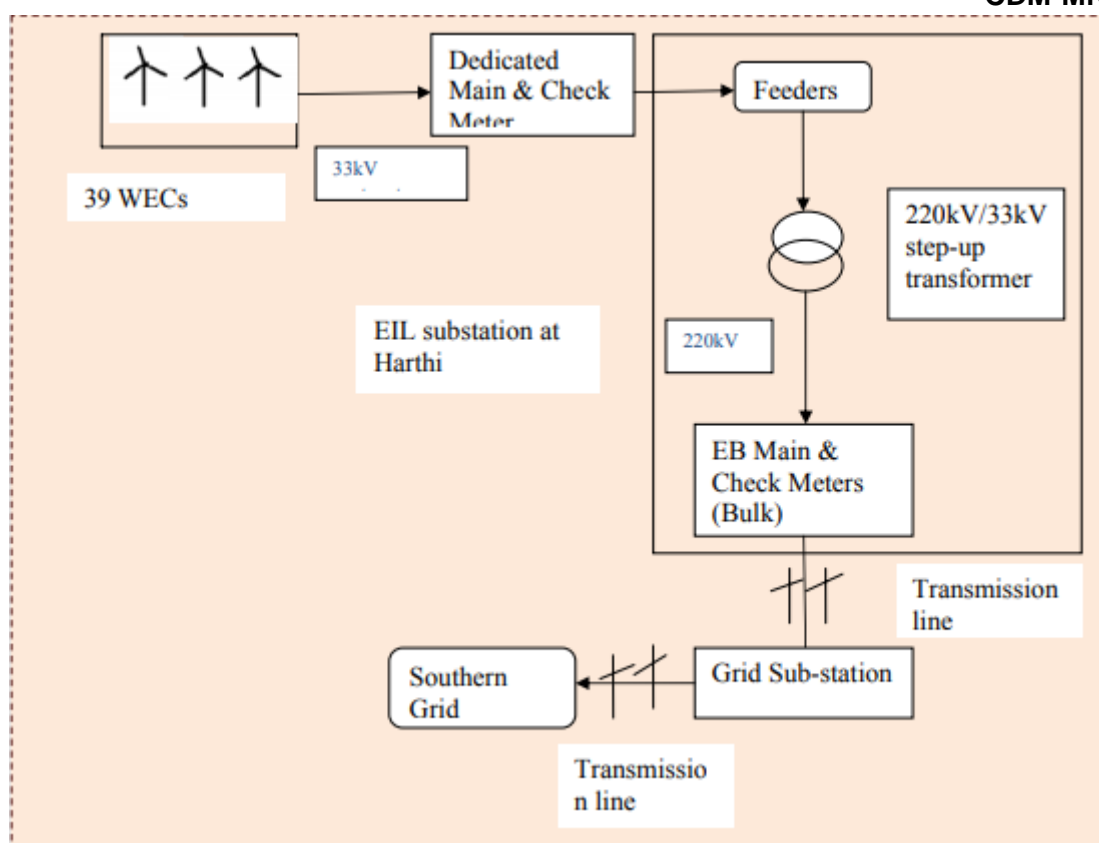 Dedicated
Main & Check
Meter
Feeders
33kV
39 WECs
220kV/33kV
step-up
transformer
EIL substation at
Harthi
220kV
EB Main &
Check Meters
(Bulk)
Transmission
line
Southern
Grid
Grid Sub-station
Transmissio
n line